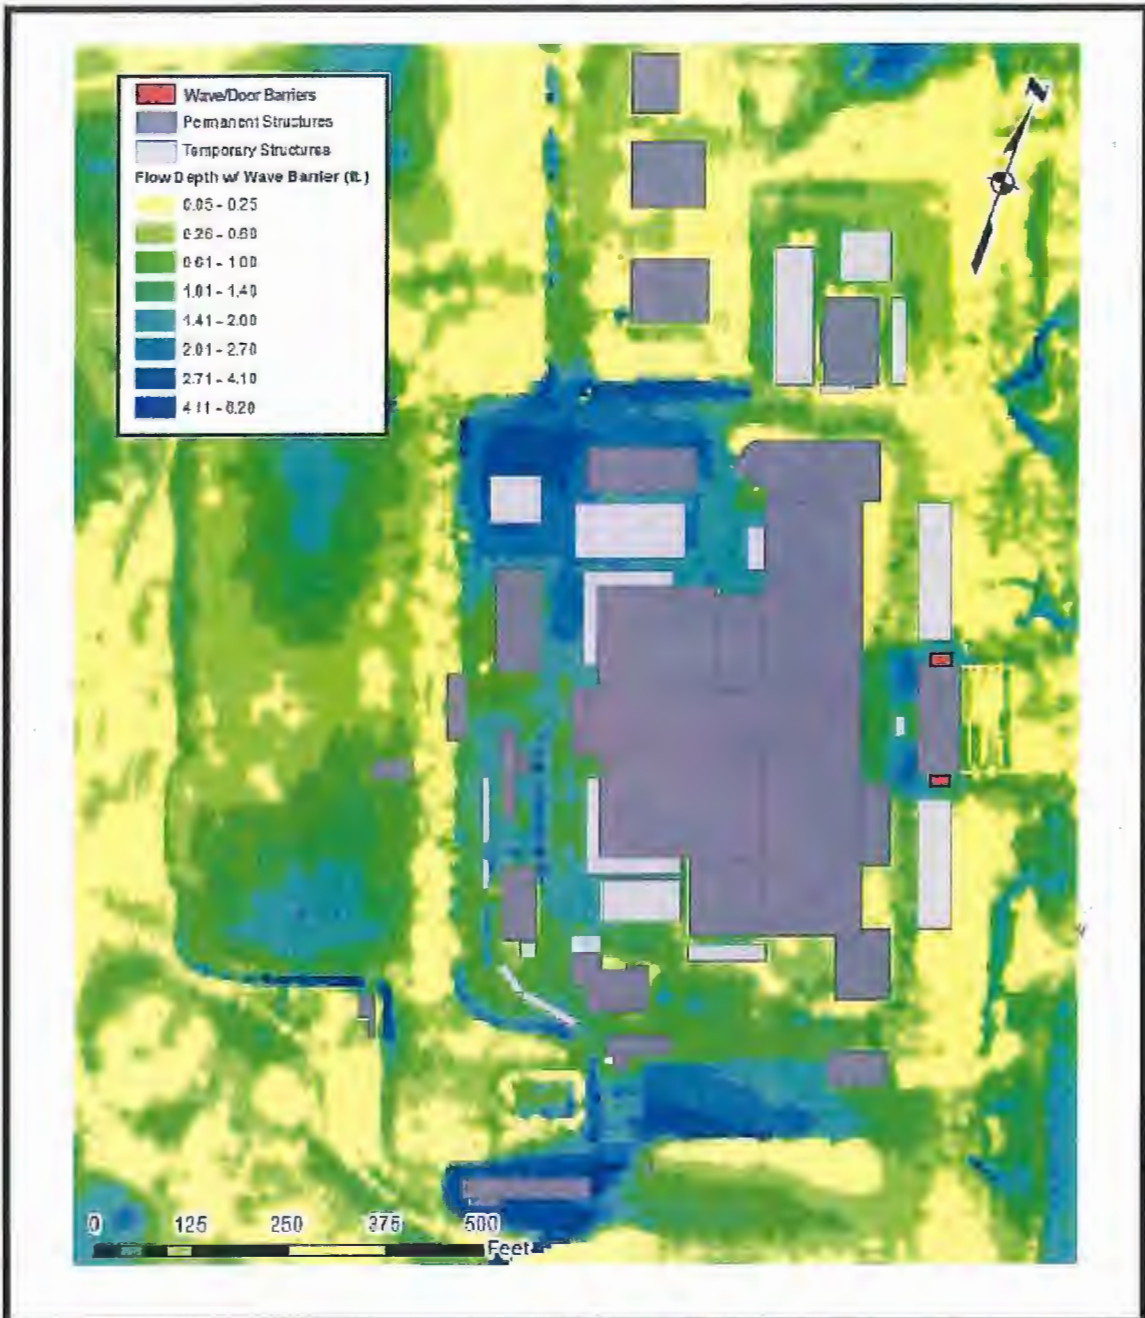 Wave/Door Barriers
Permanent Structures
Temporary Structures
Flow Depth w/ Wave Barrier (ft.)
0.05 - 0.25
0.26 - 0.60
0.61 - 1.00
1.01 - 1.40
1.41 - 2.00
2.01 - 2.70
2.71 - 4.10
4.11 - 6.20
N
0 125 250 375 500
Feet